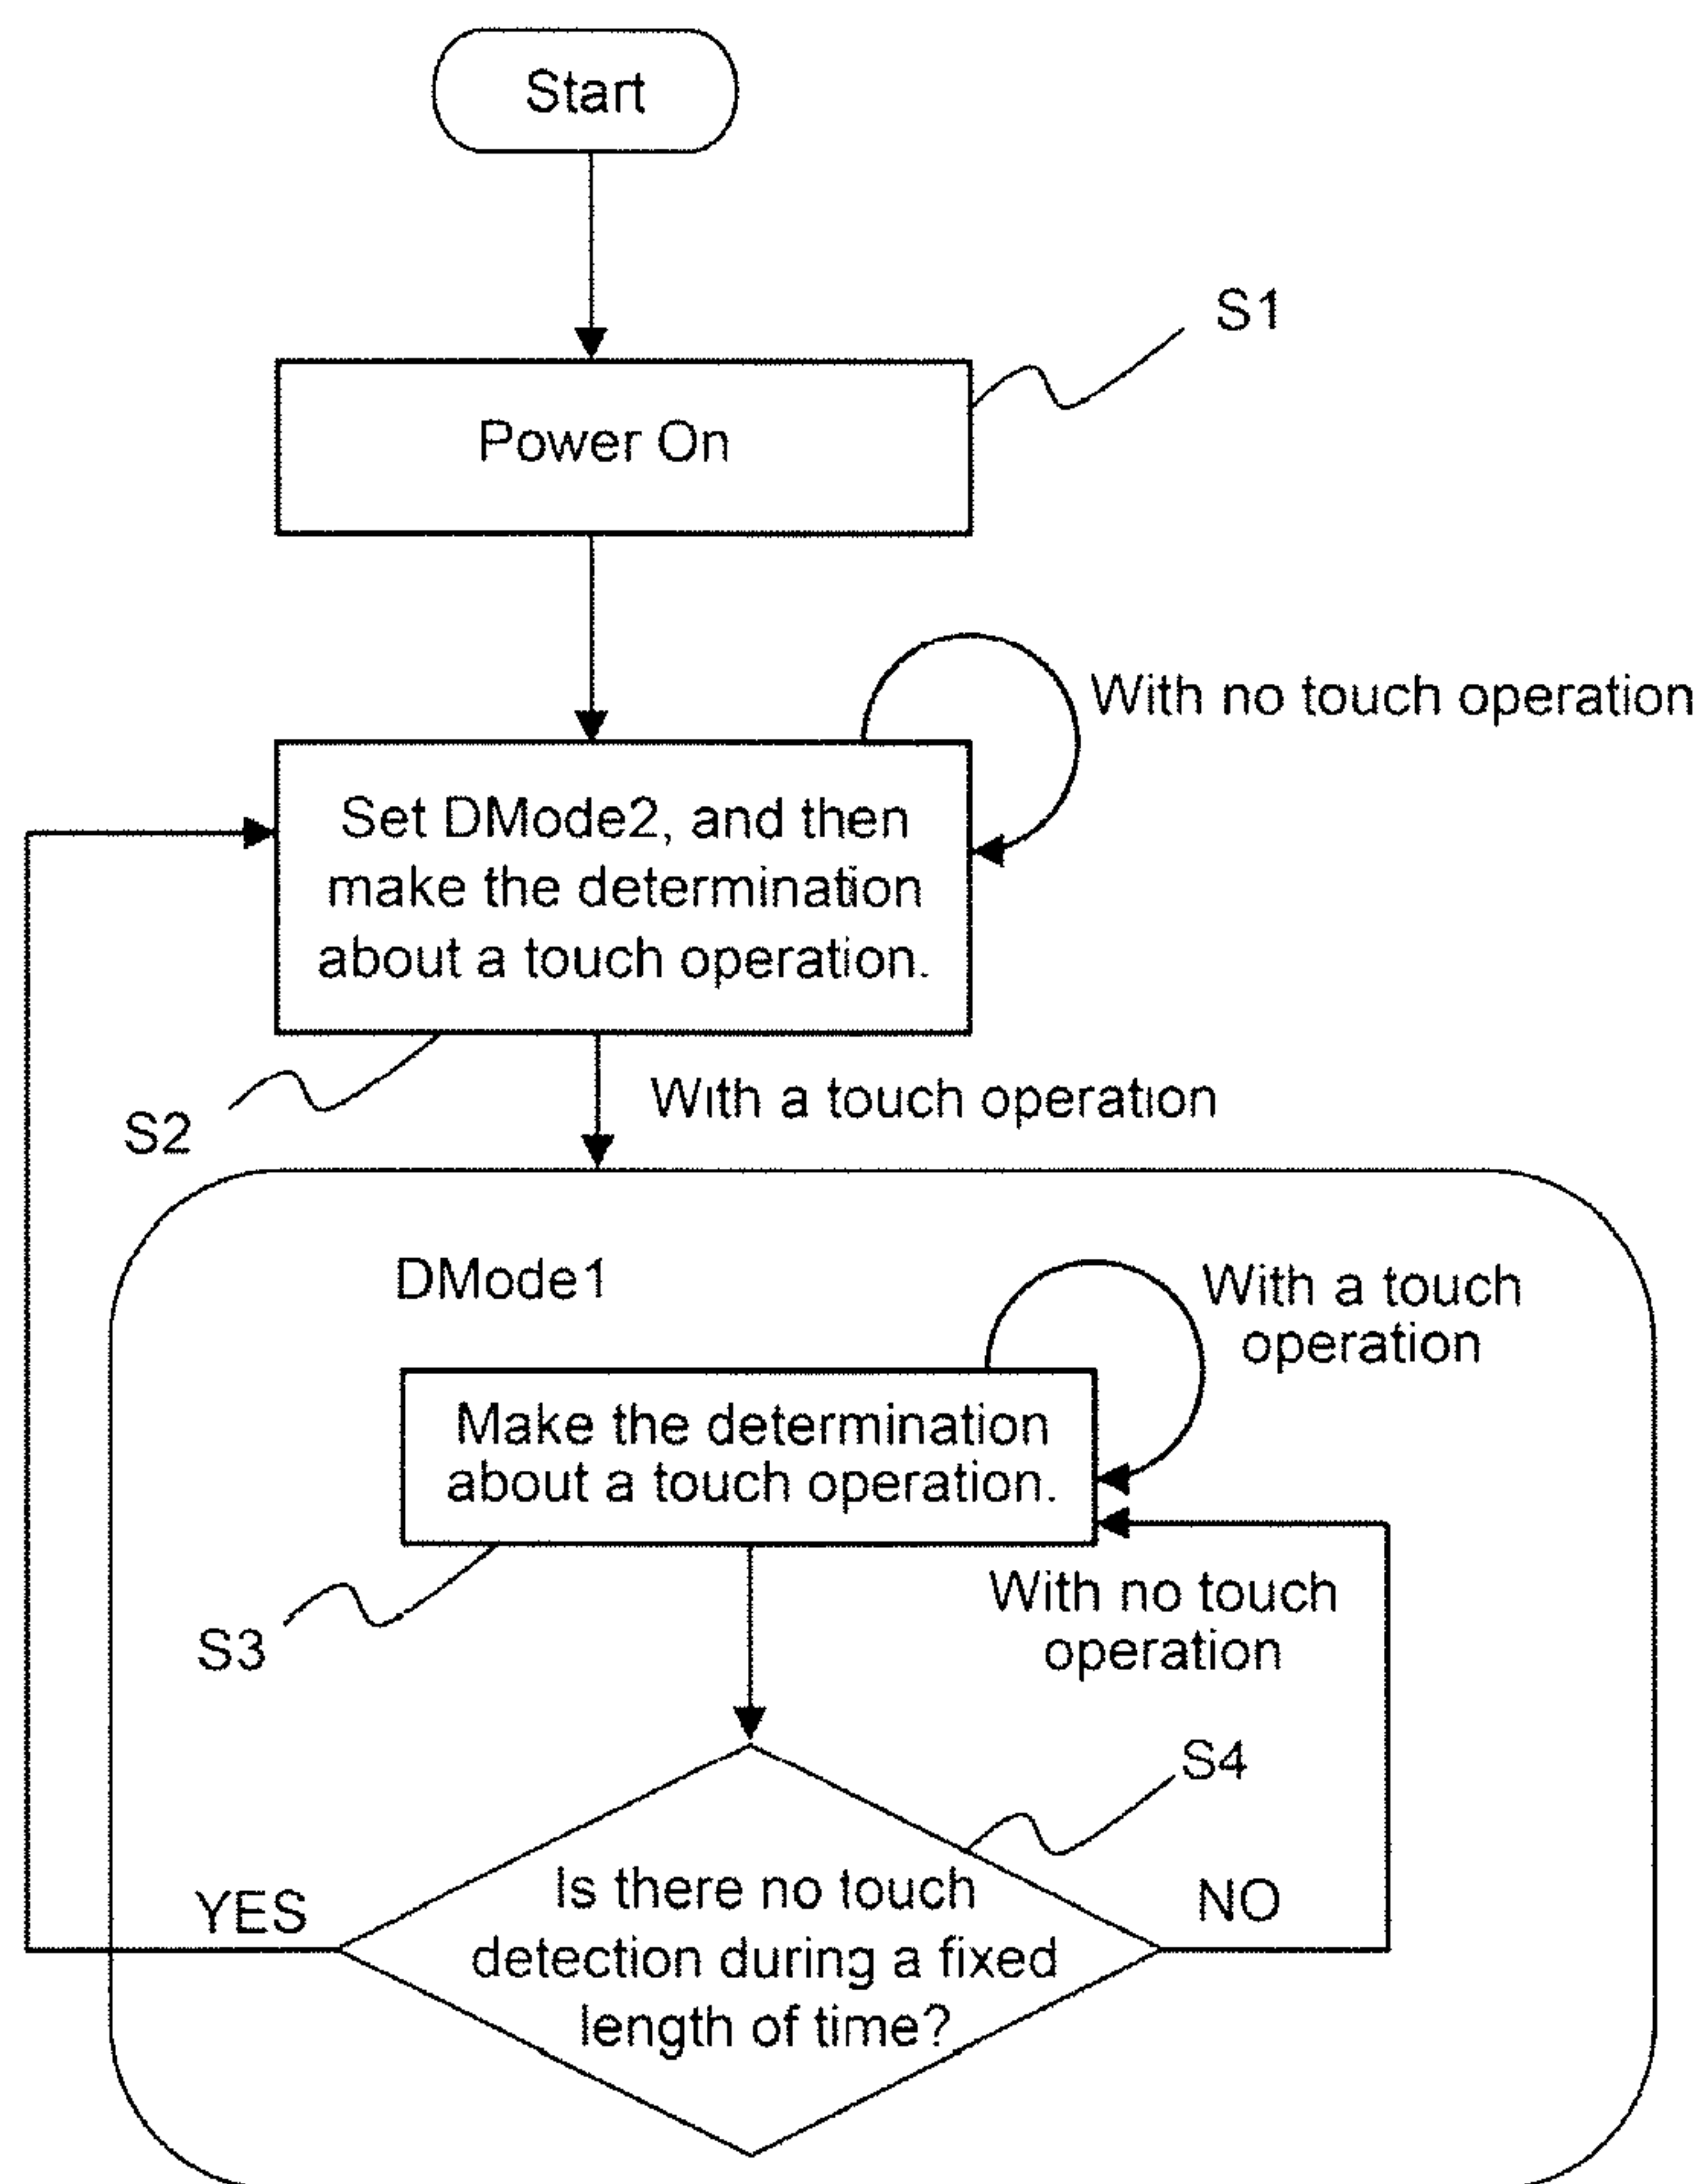 Start
S1
Power On
With no touch operation
Set DMode2, and then
make the determination
about a touch operation.
With a touch operation
S2
DMode1
With a touch
operation
Make the determination
about a touch operation.
With no touch
operation
S3
S4
Is there no touch
detection during a fixed
length of time?
YES
NO